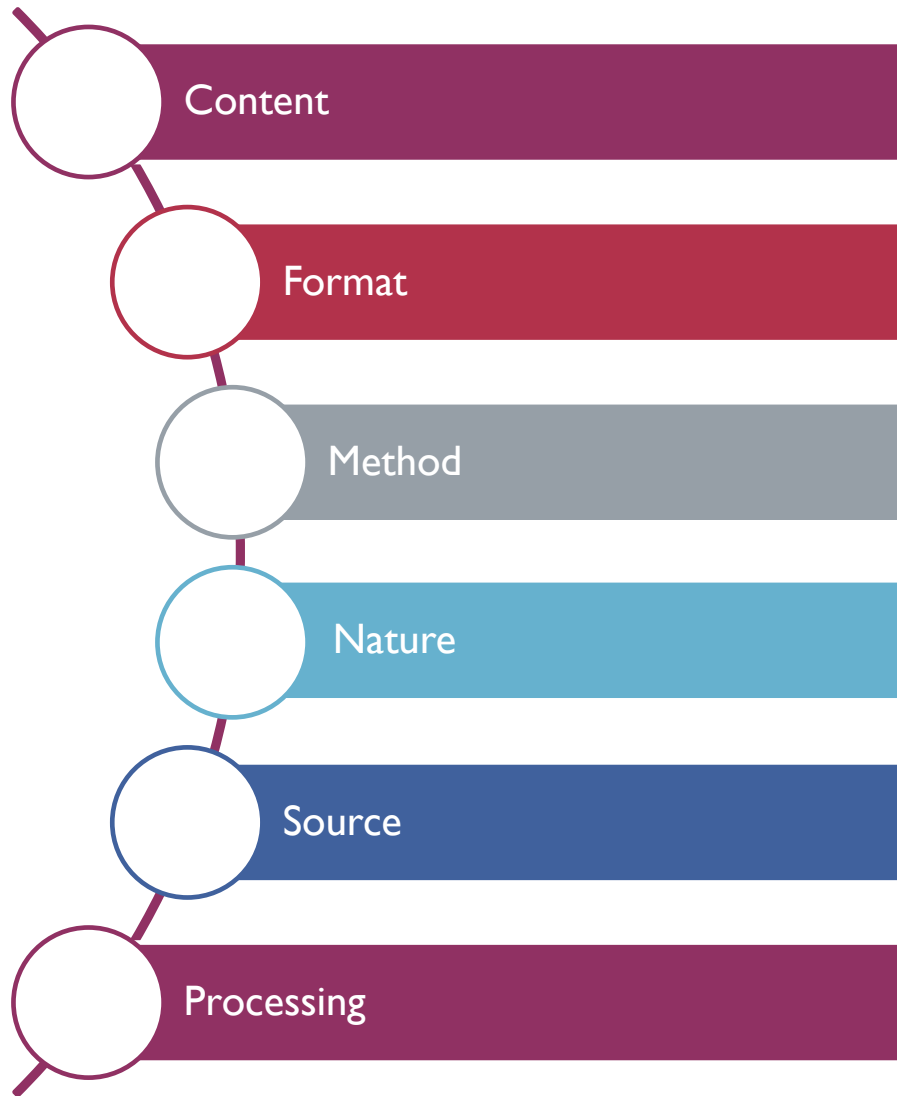 Content
Format
Method
Nature
Source
Processing